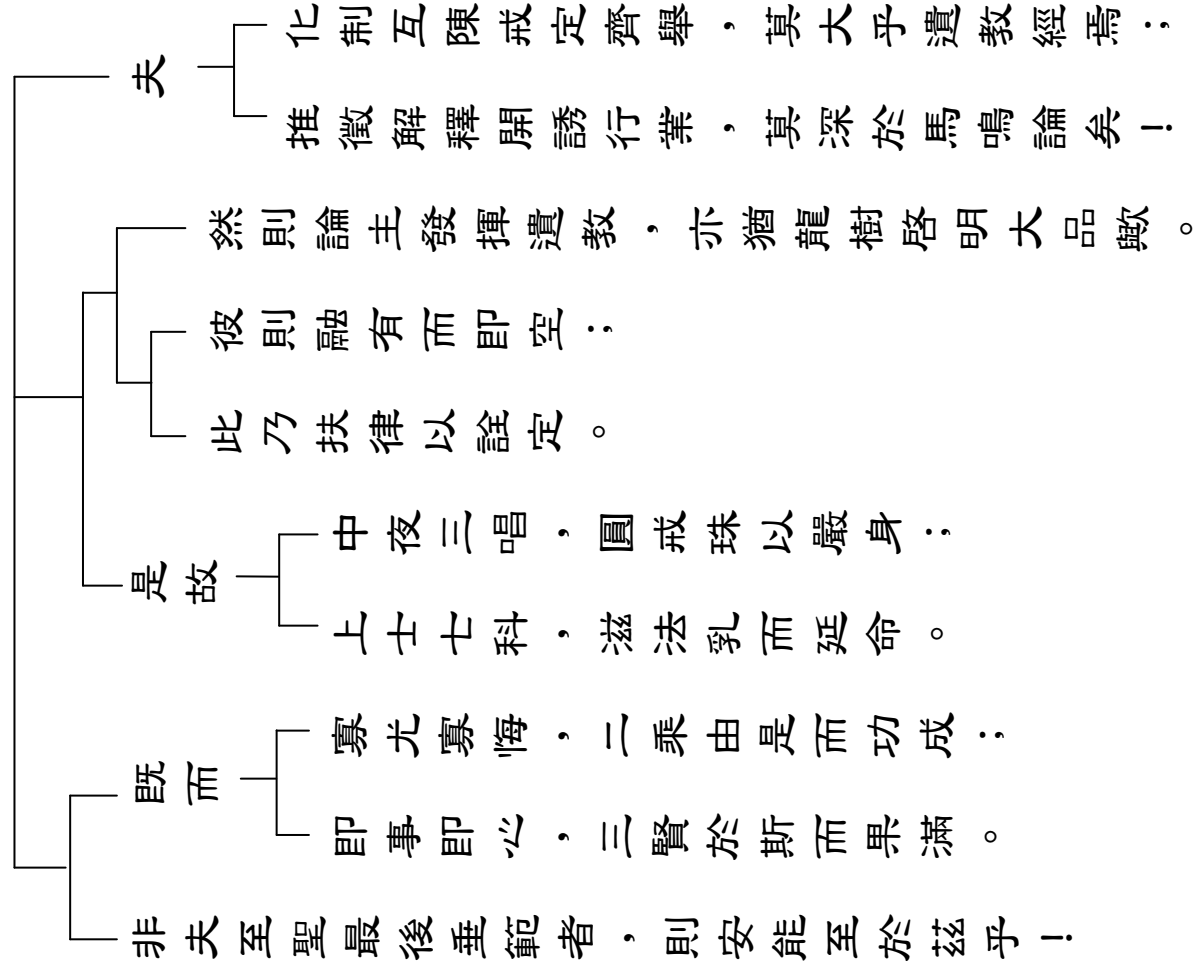 夫
化制互陳戒定齊舉，莫大乎遺教經焉；
推徵解釋開誘行業，莫深於馬鳴論矣！
然則論主發揮遺教，亦猶龍樹啓明大品歟。
彼則融有而即空；
此乃扶律以詮定。
是故
中夜三唱，圓戒珠以嚴身；
上士七科，滋法乳而延命。
既而
寡尤寡悔，二乘由是而功成；
即事即心，三賢於斯而果滿。
非夫至聖最後垂範者，則安能至於茲乎！